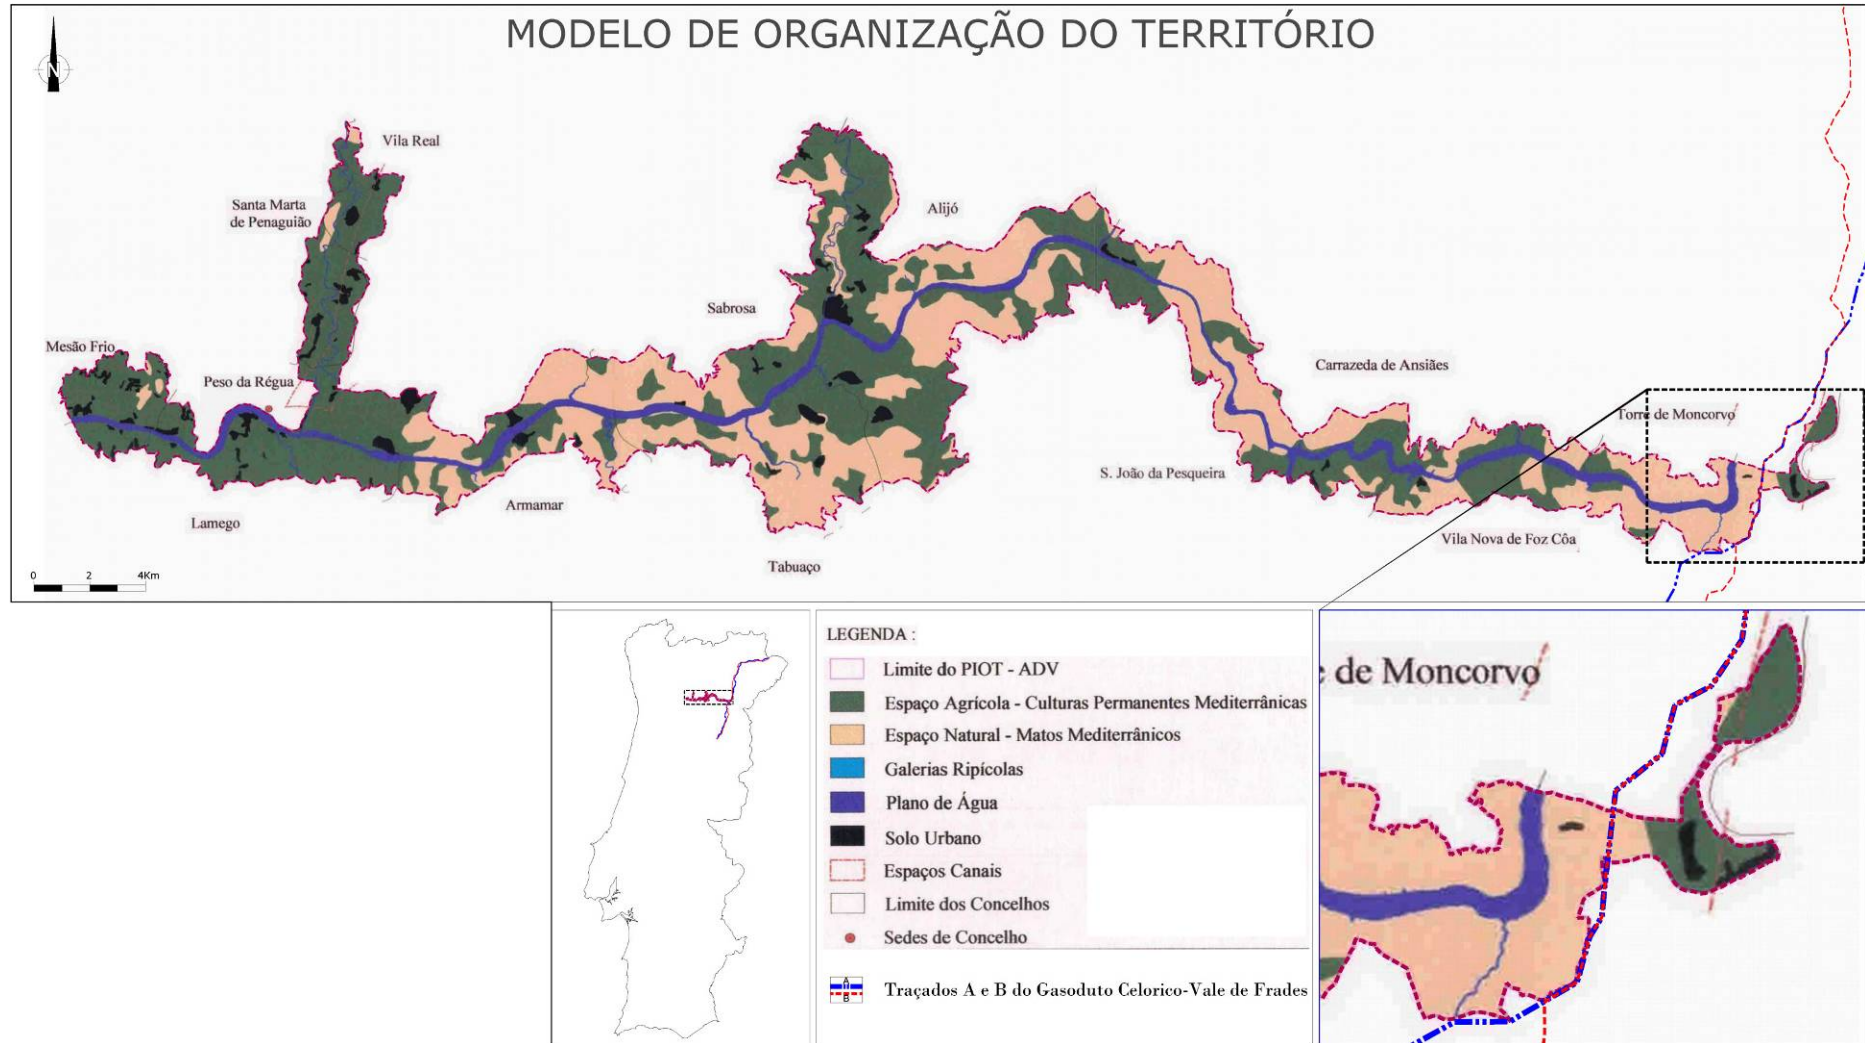 MODELO DE ORGANIZAÇÃO DO TERRITÓRIO
N
Vila Real
Santa Marta
de Penaguião
Alijó
Sabrosa
Mesão Frio
Peso da Régua
Carrazeda de Ansiães
Torre de Moncorvo
S. João da Pesqueira
Armamar
Lamego
Vila Nova de Foz Côa
Tabuaço
0 2 4Km
LEGENDA :
Limite do PIOT - ADV
Espaço Agrícola - Culturas Permanentes Mediterrânicas
Espaço Natural - Matos Mediterrânicos
Galerias Ripícolas
Plano de Água
Solo Urbano
Espaços Canais
Limite dos Concelhos
Sedes de Concelho
A
B
Traçados A e B do Gasoduto Celorico-Vale de Frades
de Moncorvo